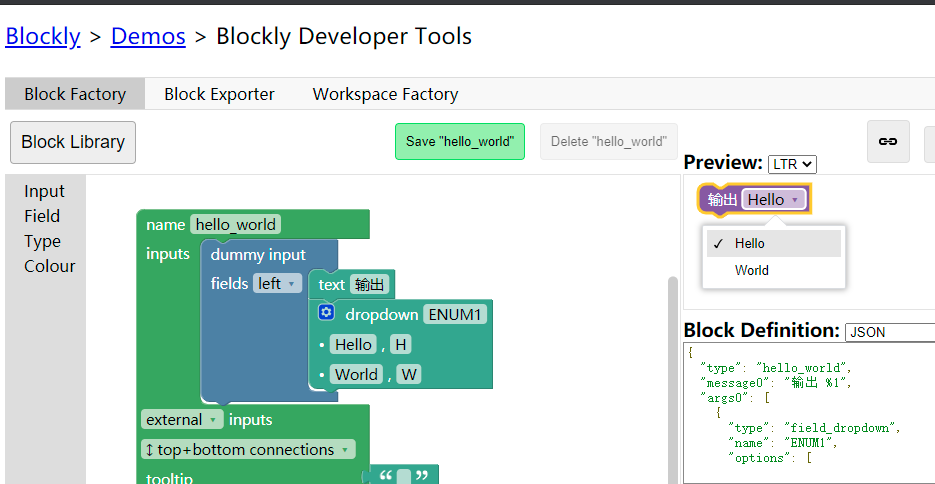 Blockly > Demos > Blockly Developer Tools
Block Factory Block Exporter Workspace Factory
Block Library
Save "hello_world"
Delete "hello_world"
Preview: LTR
Input
Field
Type
Colour
name hello_world
inputs
dummy input
fields left
text 输出
dropdown ENUM1
• Hello , H
• World , W
external inputs
↕ top+bottom connections
tooltip “ ”
输出 Hello
✓ Hello
World
Block Definition: JSON
{
"type": "hello_world",
"message0": "输出 %1",
"args0": [
{
"type": "field_dropdown",
"name": "ENUM1",
"options": [